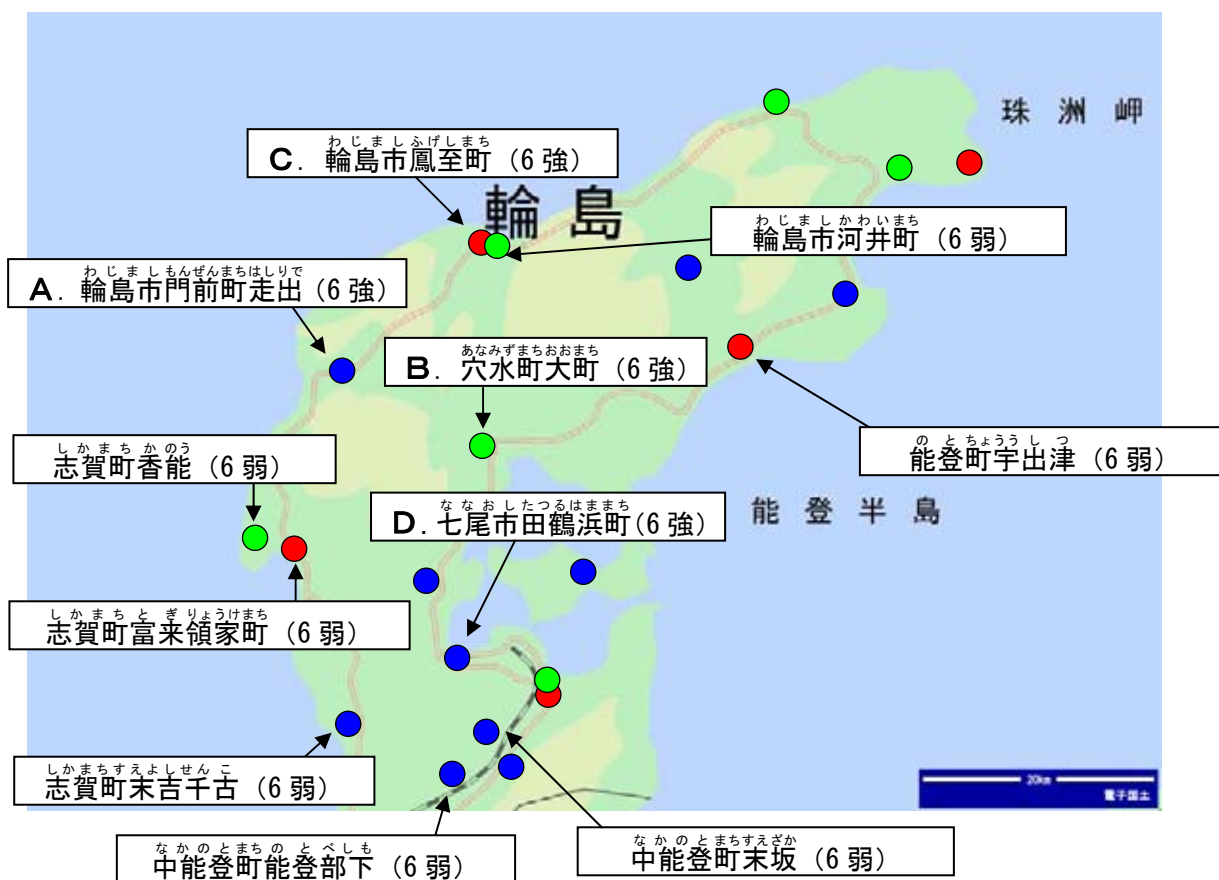 珠洲岬
わじましふげしまち
C．輪島市鳳至町（6強）
輪島
わじましかわいまち
輪島市河井町（6弱）
わじましもんぜんまちはしりで
A．輪島市門前町走出（6強）
あなみずまちおおまち
B．穴水町大町（6強）
しかまちかのう
志賀町香能（6弱）
のとちょううしつ
能登町宇出津（6弱）
ななおしたつるはままち
D．七尾市田鶴浜町（6強）
能登半島
しかまちとぎりょうけまち
志賀町富来領家町（6弱）
しかまちすえよしせんこ
志賀町末吉千古（6弱）
20km
電子国土
なかのとまちのとべしも
中能登町能登部下（6弱）
なかのとまちすえざか
中能登町末坂（6弱）